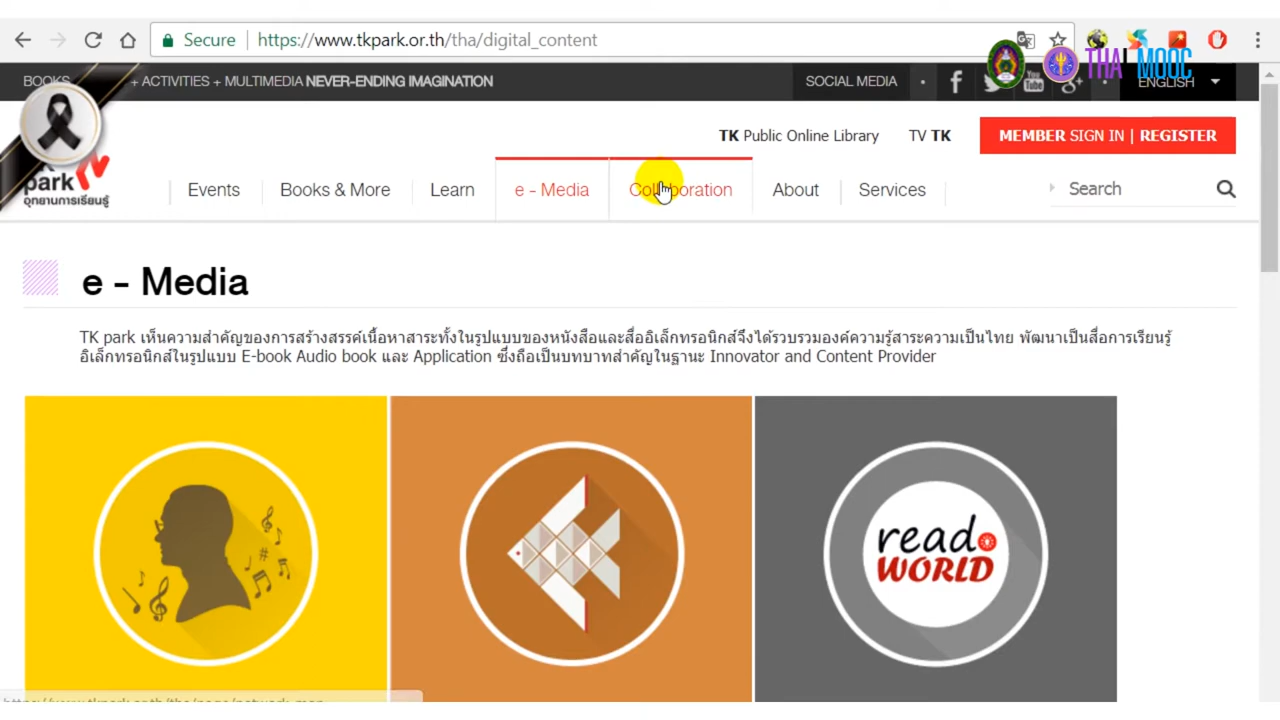 Secure https://www.tkpark.or.th/tha/digital_content
THAI MOOC
BOOKS + ACTIVITIES + MULTIMEDIA NEVER-ENDING IMAGINATION
SOCIAL MEDIA
You Tube
ENGLISH
TK Public Online Library
TV TK
MEMBER SIGN IN | REGISTER
park
อุทยานการเรียนรู้
Events
Books & More
Learn
e - Media
Collaboration
About
Services
Search
e - Media
TK park เห็นความสำคัญของการสร้างสรรค์เนื้อหาสาระทั้งในรูปแบบของหนังสือและสื่ออิเล็กทรอนิกส์จึงได้รวบรวมองค์ความรู้สาระความเป็นไทย พัฒนาเป็นสื่อการเรียนรู้
อิเล็กทรอนิกส์ในรูปแบบ E-book Audio book และ Application ซึ่งถือเป็นบทบาทสำคัญในฐานะ Innovator and Content Provider
read
WORLD